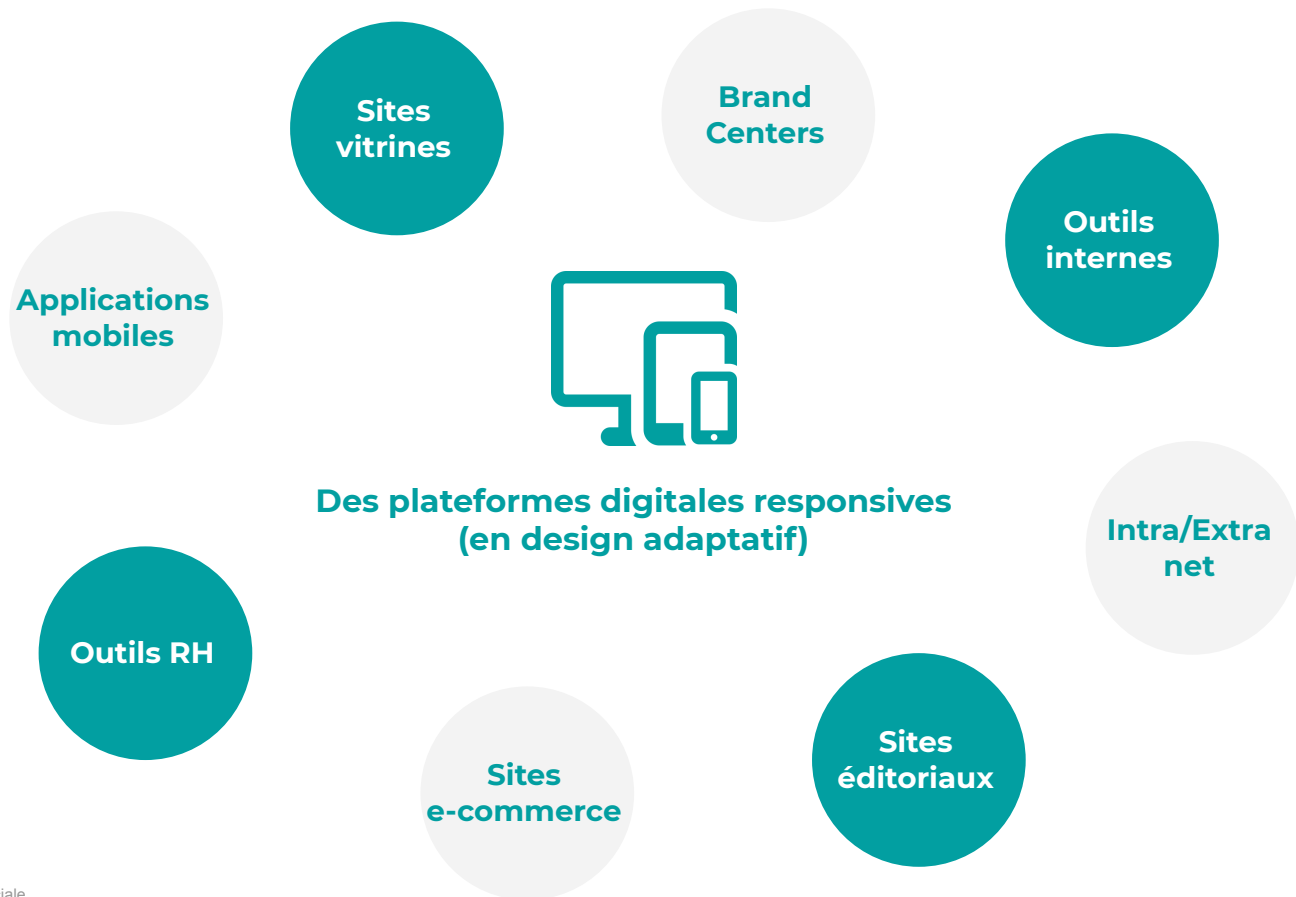 Sites
vitrines
Brand
Centers
Outils
internes
Applications
mobiles
Des plateformes digitales responsives
(en design adaptatif)
Intra/Extra
net
Outils RH
Sites
éditoriaux
Sites
e-commerce